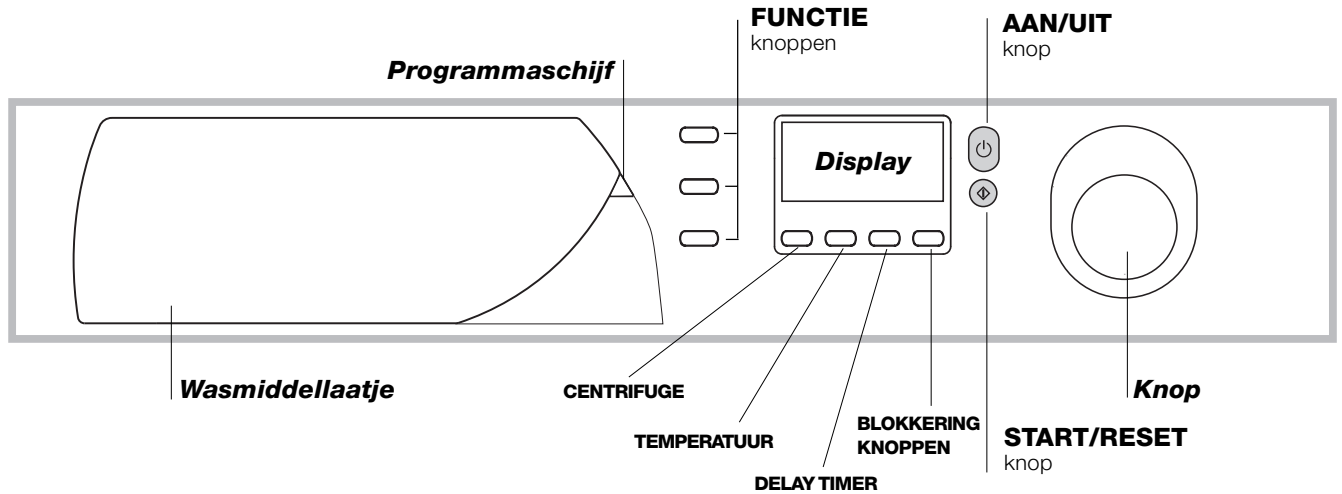 FUNCTIE
knoppen
AAN/UIT
knop
Programmaschijf
Display
Wasmiddellaatje
CENTRIFUGE
TEMPERATUUR
DELAY TIMER
BLOKKERING
KNOPPEN
START/RESET
knop
Knop